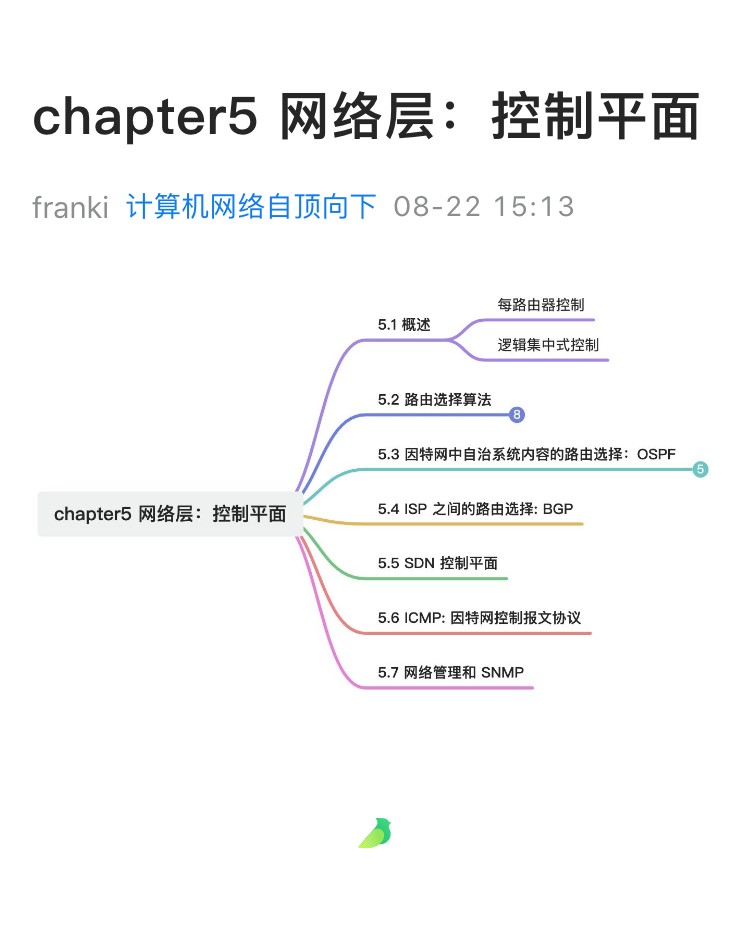 chapter5 网络层：控制平面
franki 计算机网络自顶向下 08-22 15:13
每路由器控制
5.1 概述
逻辑集中式控制
5.2 路由选择算法
8
5.3 因特网中自治系统内容的路由选择：OSPF
5
chapter5 网络层：控制平面
5.4 ISP 之间的路由选择: BGP
5.5 SDN 控制平面
5.6 ICMP: 因特网控制报文协议
5.7 网络管理和 SNMP